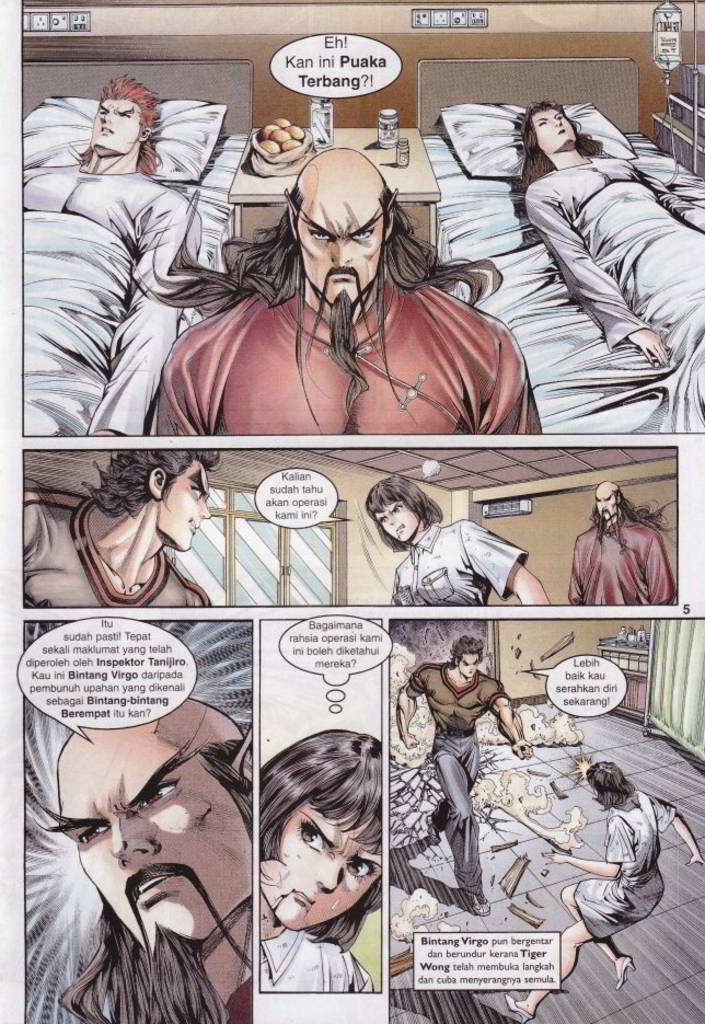 Eh!
Kan ini Puaka
Terbang?!
Kalian
sudah tahu
akan operasi
kami ini?
5
Itu
sudah pasti! Tepat
sekali maklumat yang telah
diperoleh oleh Inspektor Tanijiro.
Kau ini Bintang Virgo daripada
pembunuh upahan yang dikenali
sebagai Bintang-bintang
Berempat itu kan?
Bagaimana
rahsia operasi kami
ini boleh diketahui
mereka?
Lebih
baik kau
serahkan diri
sekarang!
Bintang Virgo pun bergentar
dan berundur kerana Tiger
Wong telah membuka langkah
dan cuba menyerangnya semula.